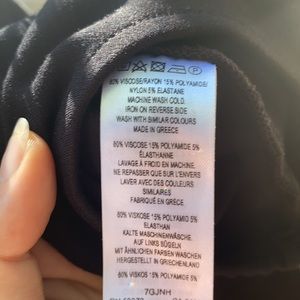 80% VISCOSE/RAYON 15% POLYAMIDE/
NYLON 5% ELASTANE
MACHINE WASH COLD.
IRON ON REVERSE SIDE
WASH WITH SIMILAR COLOURS
MADE IN GREECE
80% VISCOSE 15% POLYAMIDE 5%
ÉLASTHANNE
LAVAGE À FROID EN MACHINE.
NE REPASSER QUE SUR ENVERS
LAVER AVEC DES COULEURS
SIMILAIRES
FABRIQUÉ EN GRÈCE
80% VISKOSE 15% POLYAMID 5%
ELASTHAN
KALTE MASCHINENWÄSCHE.
AUF LINKS BÜGELN
MIT ÄHNLICHEN FARBEN WASCHEN
HERGESTELLT IN GRIECHENLAND
80% VISKOS 15% POLYAMID 5%
7GJNH